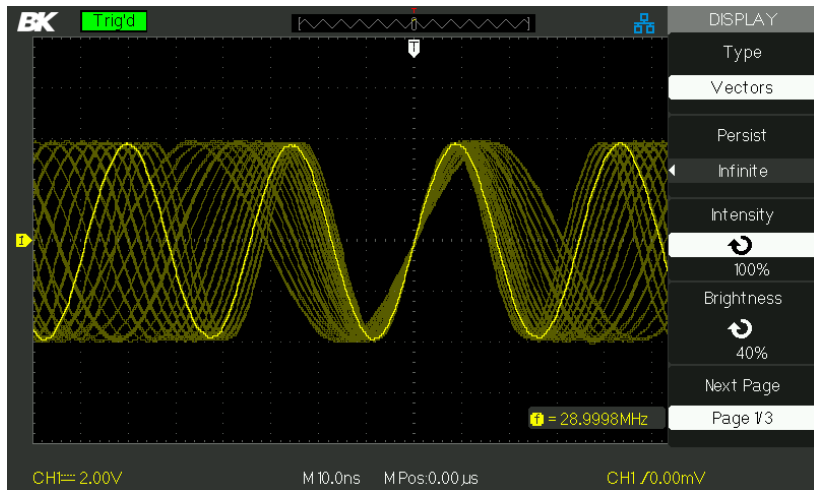 BK Trig'd
T
DISPLAY
Type
Vectors
Persist
Infinite
Intensity
100%
Brightness
40%
Next Page
Page 1/3
f = 28.9998MHz
CH1 2.00V
M 10.0ns
M Pos:0.00µs
CH1 /0.00mV